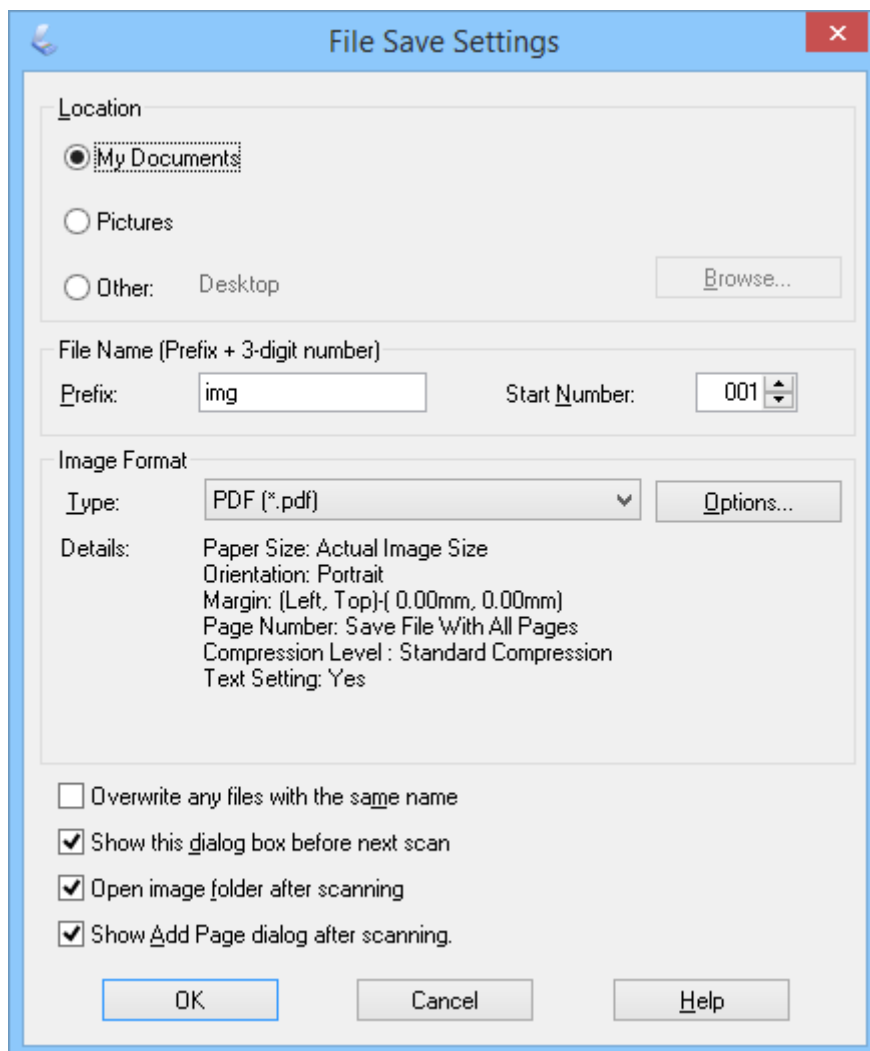 File Save Settings
Location
My Documents
Pictures
Other: Desktop Browse...
File Name (Prefix + 3-digit number)
Prefix: img Start Number: 001
Image Format
Type: PDF (*.pdf) Options...
Details: Paper Size: Actual Image Size
Orientation: Portrait
Margin: (Left, Top)-( 0.00mm, 0.00mm)
Page Number: Save File With All Pages
Compression Level : Standard Compression
Text Setting: Yes
Overwrite any files with the same name
Show this dialog box before next scan
Open image folder after scanning
Show Add Page dialog after scanning.
OK Cancel Help